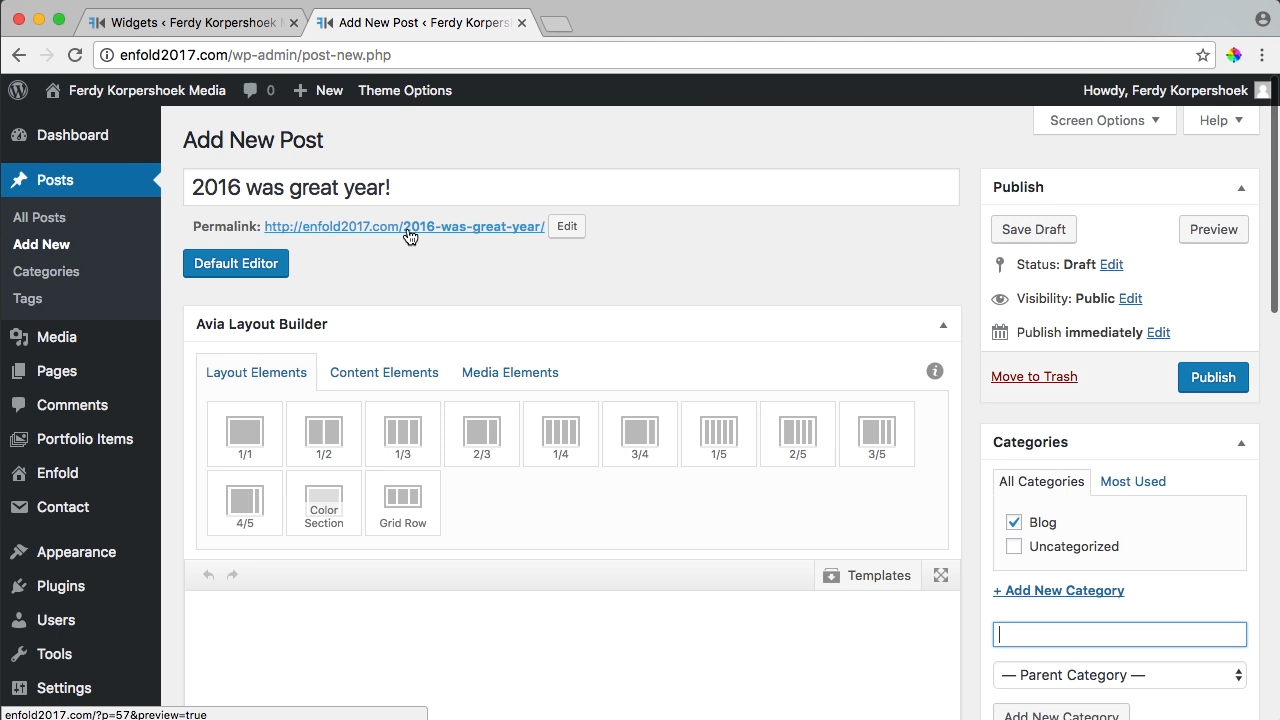 Widgets ‹ Ferdy Korpershoek
Add New Post ‹ Ferdy Korpers
enfold2017.com/wp-admin/post-new.php
Ferdy Korpershoek Media
0
New
Theme Options
Howdy, Ferdy Korpershoek
Dashboard
Posts
All Posts
Add New
Categories
Tags
Media
Pages
Comments
Portfolio Items
Enfold
Contact
Appearance
Plugins
Users
Tools
Settings
Screen Options
Help
Add New Post
2016 was great year!
Permalink: http://enfold2017.com/2016-was-great-year/ Edit
Default Editor
Avia Layout Builder
Layout Elements
Content Elements
Media Elements
1/1
1/2
1/3
2/3
1/4
3/4
1/5
2/5
3/5
4/5
Color
Section
Grid Row
Templates
Publish
Save Draft
Preview
Status: Draft Edit
Visibility: Public Edit
Publish immediately Edit
Move to Trash
Publish
Categories
All Categories
Most Used
Blog
Uncategorized
+ Add New Category
— Parent Category —
Add New Category
enfold2017.com/?p=57&preview=true